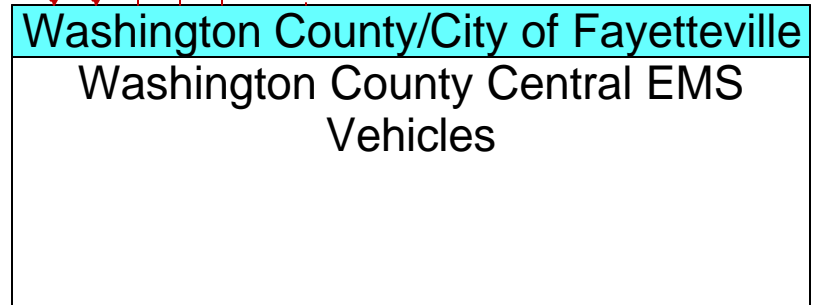 Washington County/City of Fayetteville
Washington County Central EMS
Vehicles